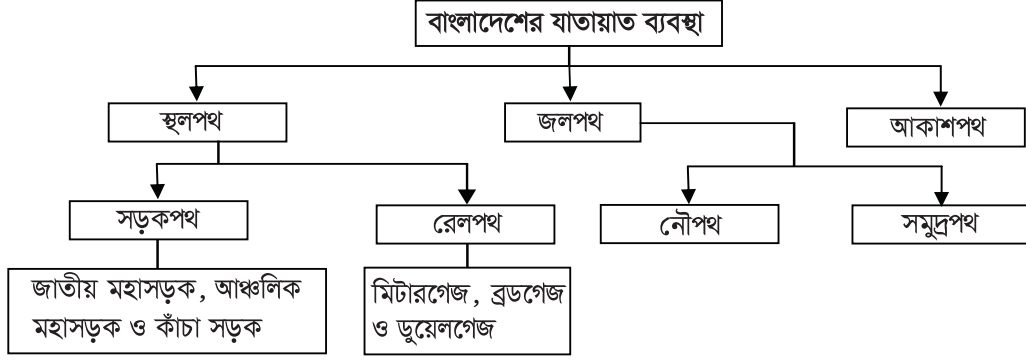 বাংলাদেশের যাতায়াত ব্যবস্থা
স্থলপথ
জলপথ
আকাশপথ
সড়কপথ
রেলপথ
নৌপথ
সমুদ্রপথ
জাতীয় মহাসড়ক, আঞ্চলিক
মহাসড়ক ও কাঁচা সড়ক
মিটারগেজ, ব্রডগেজ
ও ডুয়েলগেজ